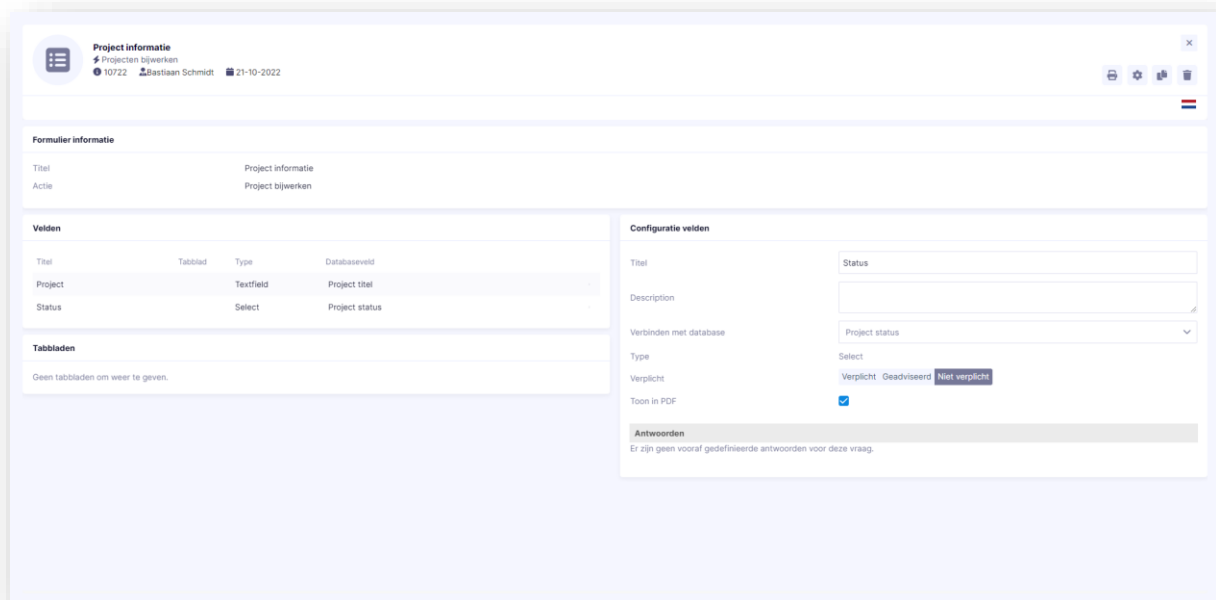 Project informatie
Projecten bijwerken
10722 Bastiaan Schmidt 21-10-2022
Formulier informatie
Titel Project informatie
Actie Project bijwerken
Velden
Titel Tabblad Type Databaseveld
Project Textfield Project titel
Status Select Project status
Tabbladen
Geen tabbladen om weer te geven.
Configuratie velden
Titel Status
Description
Verbinden met database Project status
Type Select
Verplicht Verplicht Geadviseerd Niet verplicht
Toon in PDF
Antwoorden
Er zijn geen vooraf gedefinieerde antwoorden voor deze vraag.